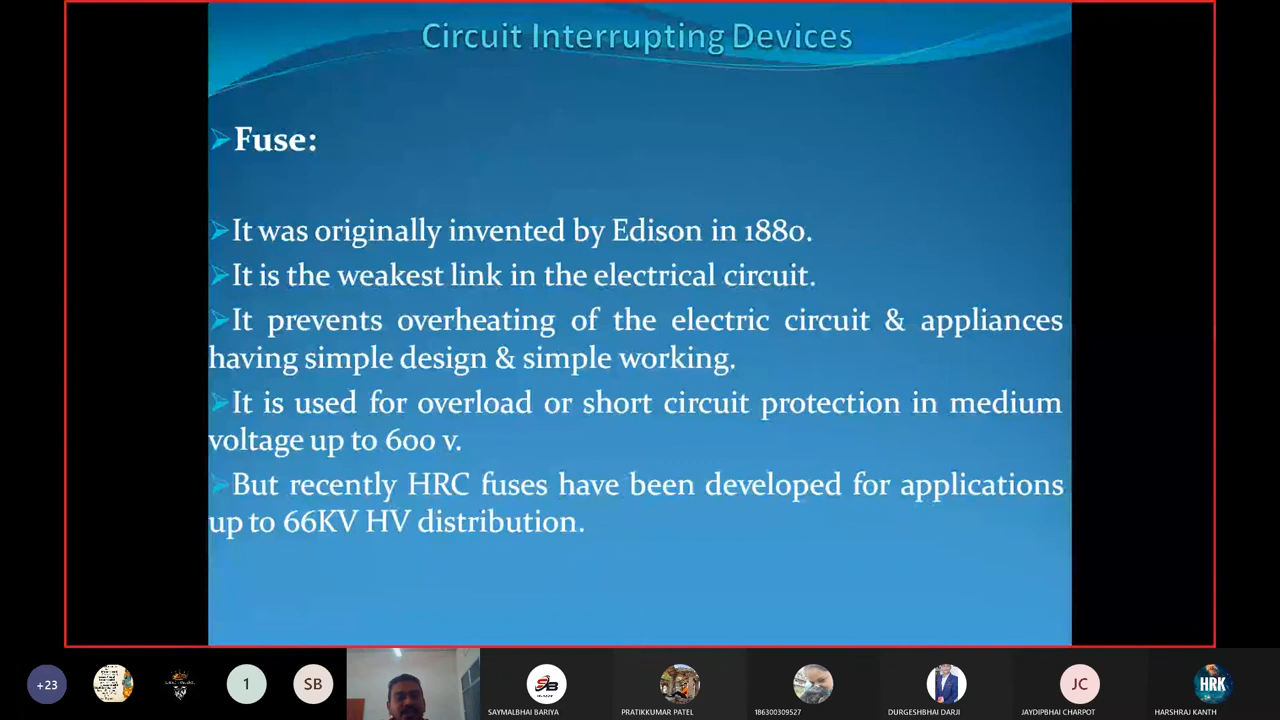 Circuit Interrupting Devices
➢Fuse:
➢It was originally invented by Edison in 1880.
➢It is the weakest link in the electrical circuit.
➢It prevents overheating of the electric circuit & appliances
having simple design & simple working.
➢It is used for overload or short circuit protection in medium
voltage up to 600 v.
➢But recently HRC fuses have been developed for applications
up to 66KV HV distribution.
+23
1
SB
SB
JC
HRK
SAYMALBHAI BARIYA
PRATIKKUMAR PATEL
186300309527
DURGESHBHAI DARJI
JAYDIPBHAI CHARPOT
HARSHRAJ KANTH